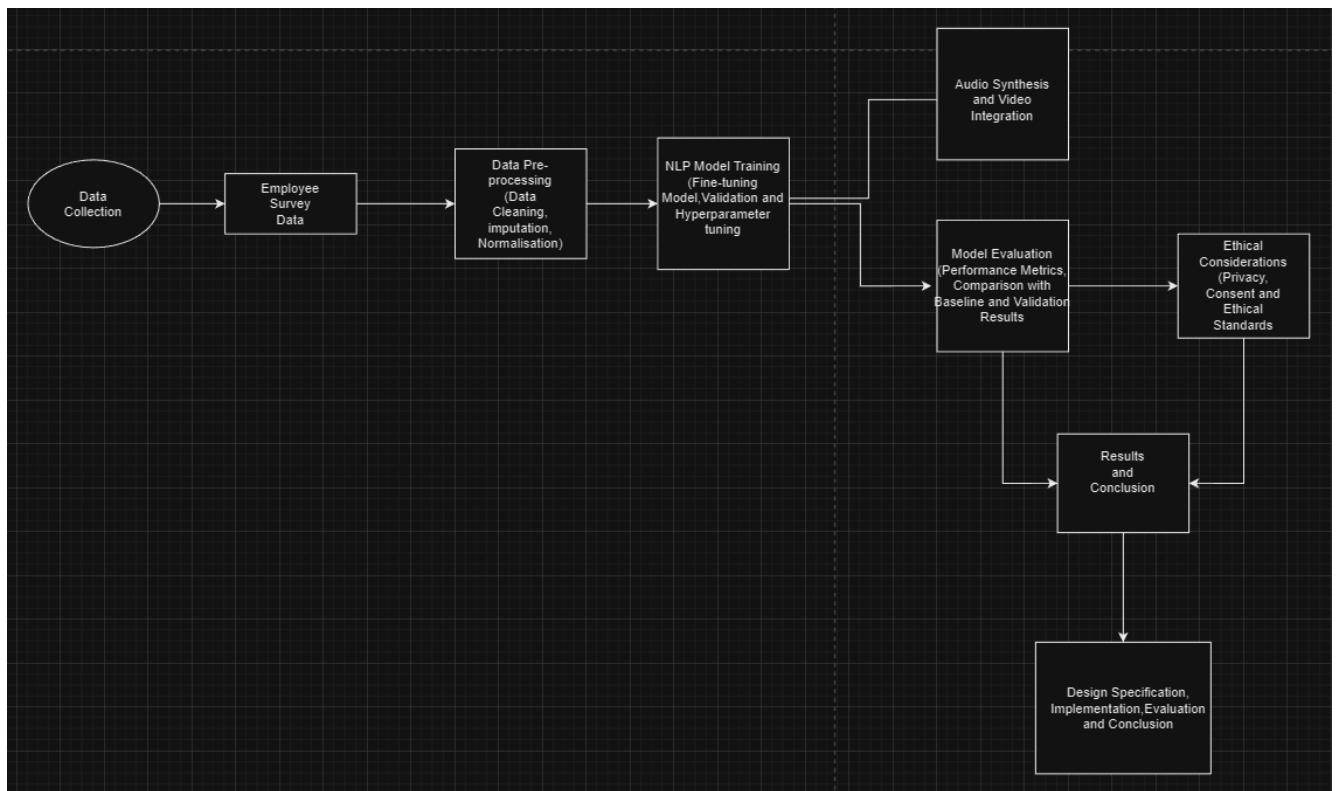 Data
Collection
Employee
Survey
Data
Data Pre-
processing
(Data
Cleaning,
imputation,
Normalisation)
NLP Model Training
(Fine-tuning
Model,Validation and
Hyperparameter
tuning
Audio Synthesis
and Video
Integration
Model Evaluation
(Performance Metrics,
Comparison with
Baseline and Validation
Results
Ethical
Considerations
(Privacy,
Consent and
Ethical
Standards
Results
and
Conclusion
Design Specification,
Implementation,Evaluation
and Conclusion